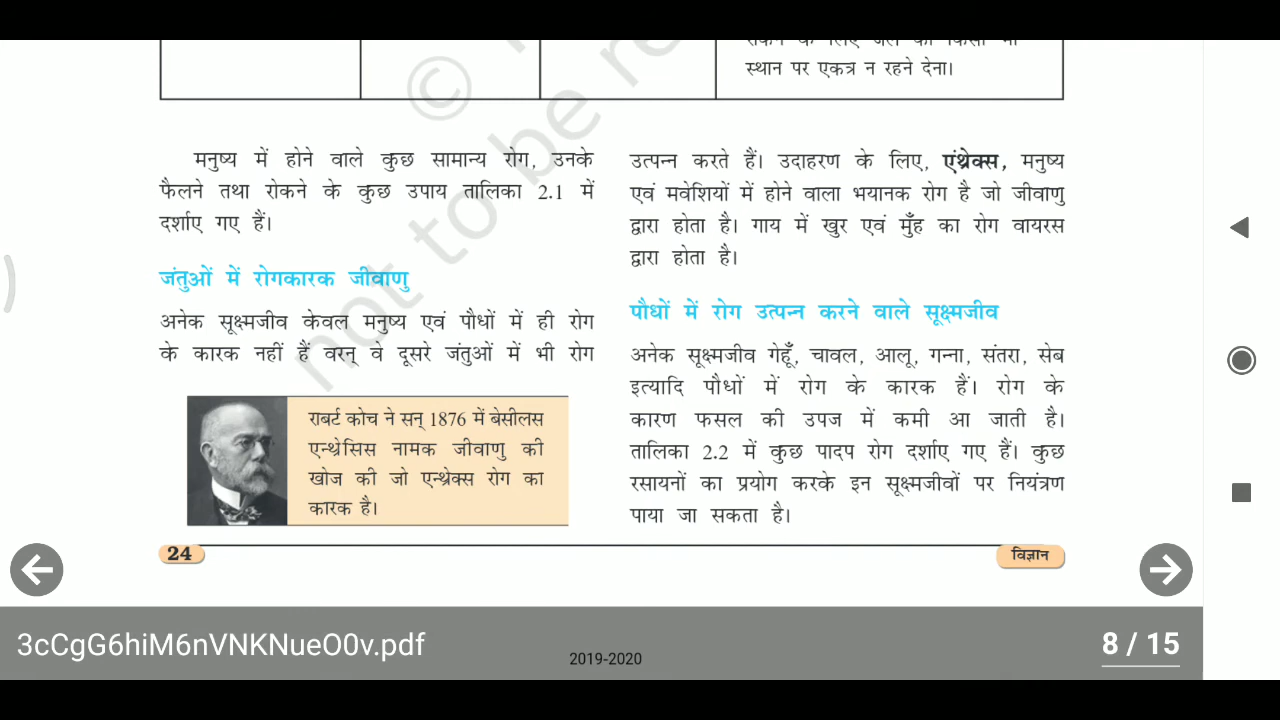 स्थान पर एकत्र न रहने देना।
मनुष्य में होने वाले कुछ सामान्य रोग, उनके
फैलने तथा रोकने के कुछ उपाय तालिका 2.1 में
दर्शाए गए हैं।
जंतुओं में रोगकारक जीवाणु
अनेक सूक्ष्मजीव केवल मनुष्य एवं पौधों में ही रोग
के कारक नहीं हैं वरन् वे दूसरे जंतुओं में भी रोग
राबर्ट कोच ने सन् 1876 में बेसीलस
एन्थ्रेसिस नामक जीवाणु की
खोज की जो एन्थ्रेक्स रोग का
कारक है।
उत्पन्न करते हैं। उदाहरण के लिए, एंथ्रेक्स, मनुष्य
एवं मवेशियों में होने वाला भयानक रोग है जो जीवाणु
द्वारा होता है। गाय में खुर एवं मुँह का रोग वायरस
द्वारा होता है।
पौधों में रोग उत्पन्न करने वाले सूक्ष्मजीव
अनेक सूक्ष्मजीव गेहूँ, चावल, आलू, गन्ना, संतरा, सेब
इत्यादि पौधों में रोग के कारक हैं। रोग के
कारण फसल की उपज में कमी आ जाती है।
तालिका 2.2 में कुछ पादप रोग दर्शाए गए हैं। कुछ
रसायनों का प्रयोग करके इन सूक्ष्मजीवों पर नियंत्रण
पाया जा सकता है।
24
विज्ञान
© not to be re
3cCgG6hiM6nVNKNueO0v.pdf
8 / 15
2019-2020